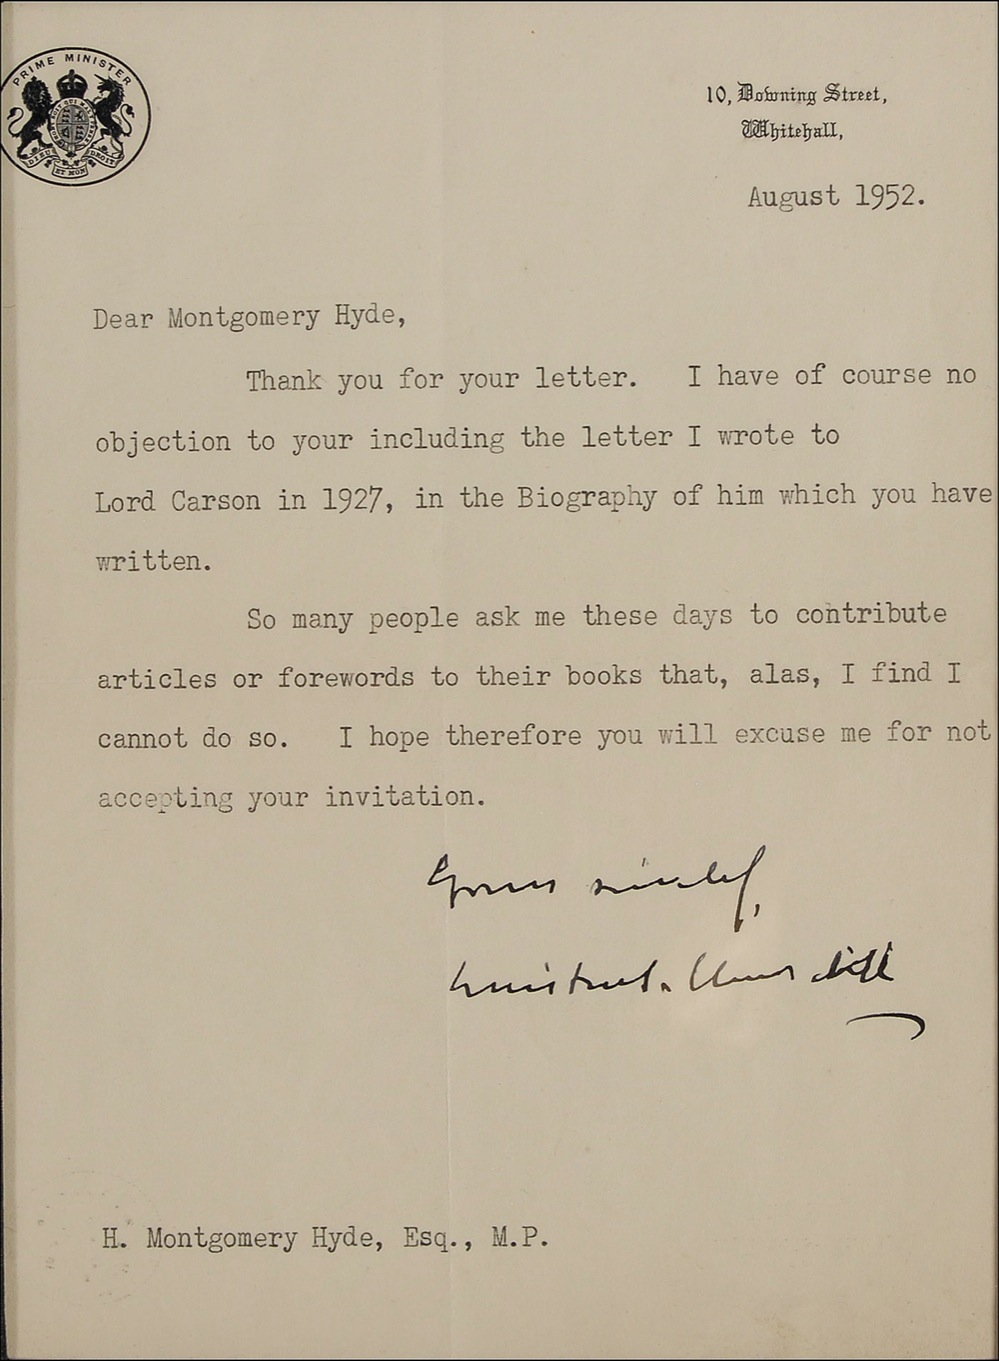 PRIME MINISTER
DIEU ET MON DROIT
10, Downing Street,
Whitehall,
August 1952.
Dear Montgomery Hyde,
Thank you for your letter. I have of course no
objection to your including the letter I wrote to
Lord Carson in 1927, in the Biography of him which you have
written.
So many people ask me these days to contribute
articles or forewords to their books that, alas, I find I
cannot do so. I hope therefore you will excuse me for not
accepting your invitation.
Yours sincerely,
Winston S. Churchill
H. Montgomery Hyde, Esq., M.P.